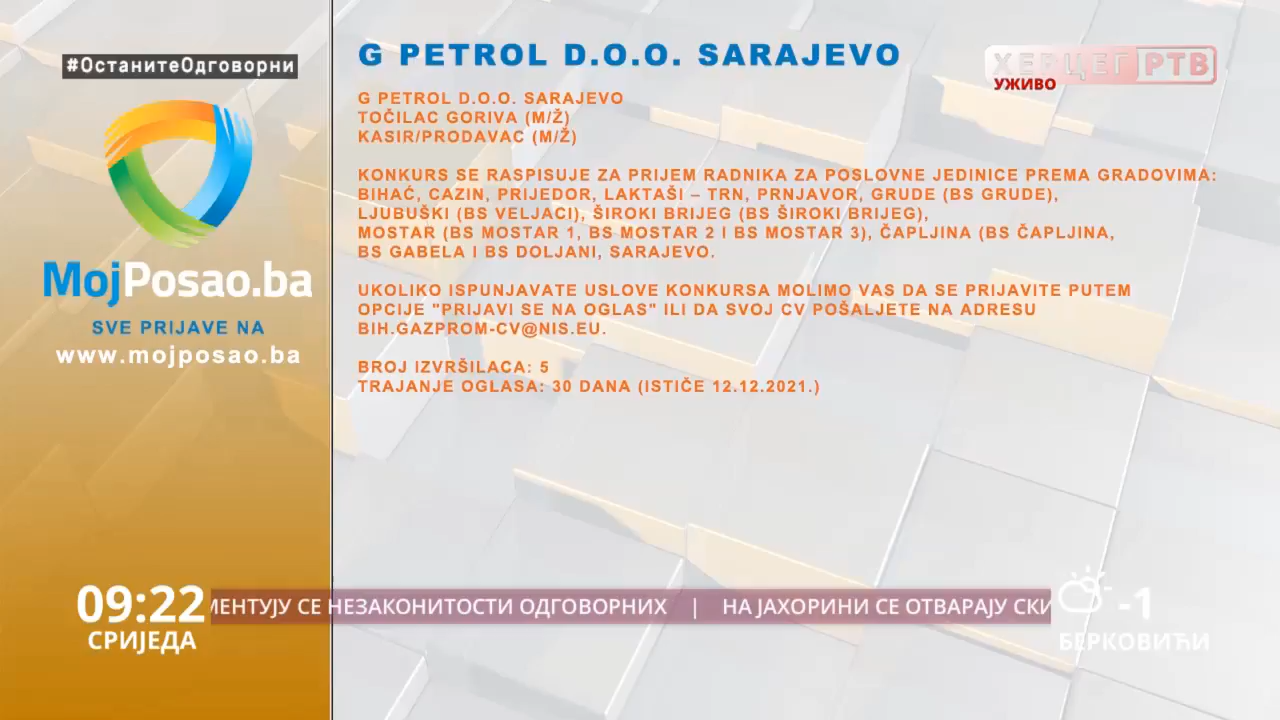 #ОстанитеОдговорни
MojPosao.ba
SVE PRIJAVE NA
www.mojposao.ba
G PETROL D.O.O. SARAJEVO
G PETROL D.O.O. SARAJEVO
TOČILAC GORIVA (M/Ž)
KASIR/PRODAVAC (M/Ž)
KONKURS SE RASPISUJE ZA PRIJEM RADNIKA ZA POSLOVNE JEDINICE PREMA GRADOVIMA:
BIHAĆ, CAZIN, PRIJEDOR, LAKTAŠI – TRN, PRNJAVOR, GRUDE (BS GRUDE),
LJUBUŠKI (BS VELJACI), ŠIROKI BRIJEG (BS ŠIROKI BRIJEG),
MOSTAR (BS MOSTAR 1, BS MOSTAR 2 I BS MOSTAR 3), ČAPLJINA (BS ČAPLJINA,
BS GABELA I BS DOLJANI, SARAJEVO.
UKOLIKO ISPUNJAVATE USLOVE KONKURSA MOLIMO VAS DA SE PRIJAVITE PUTEM
OPCIJE "PRIJAVI SE NA OGLAS" ILI DA SVOJ CV POŠALJETE NA ADRESU
BIH.GAZPROM-CV@NIS.EU.
BROJ IZVRŠILACA: 5
TRAJANJE OGLASA: 30 DANA (ISTIČE 12.12.2021.)
ХЕРЦЕГ РТВ
УЖИВО
09:22
СРИЈЕДА
МЕНТУЈУ СЕ НЕЗАКОНИТОСТИ ОДГОВОРНИХ | НА ЈАХОРИНИ СЕ ОТВАРАЈУ СКИ
-1
БЕРКОВИЋИ